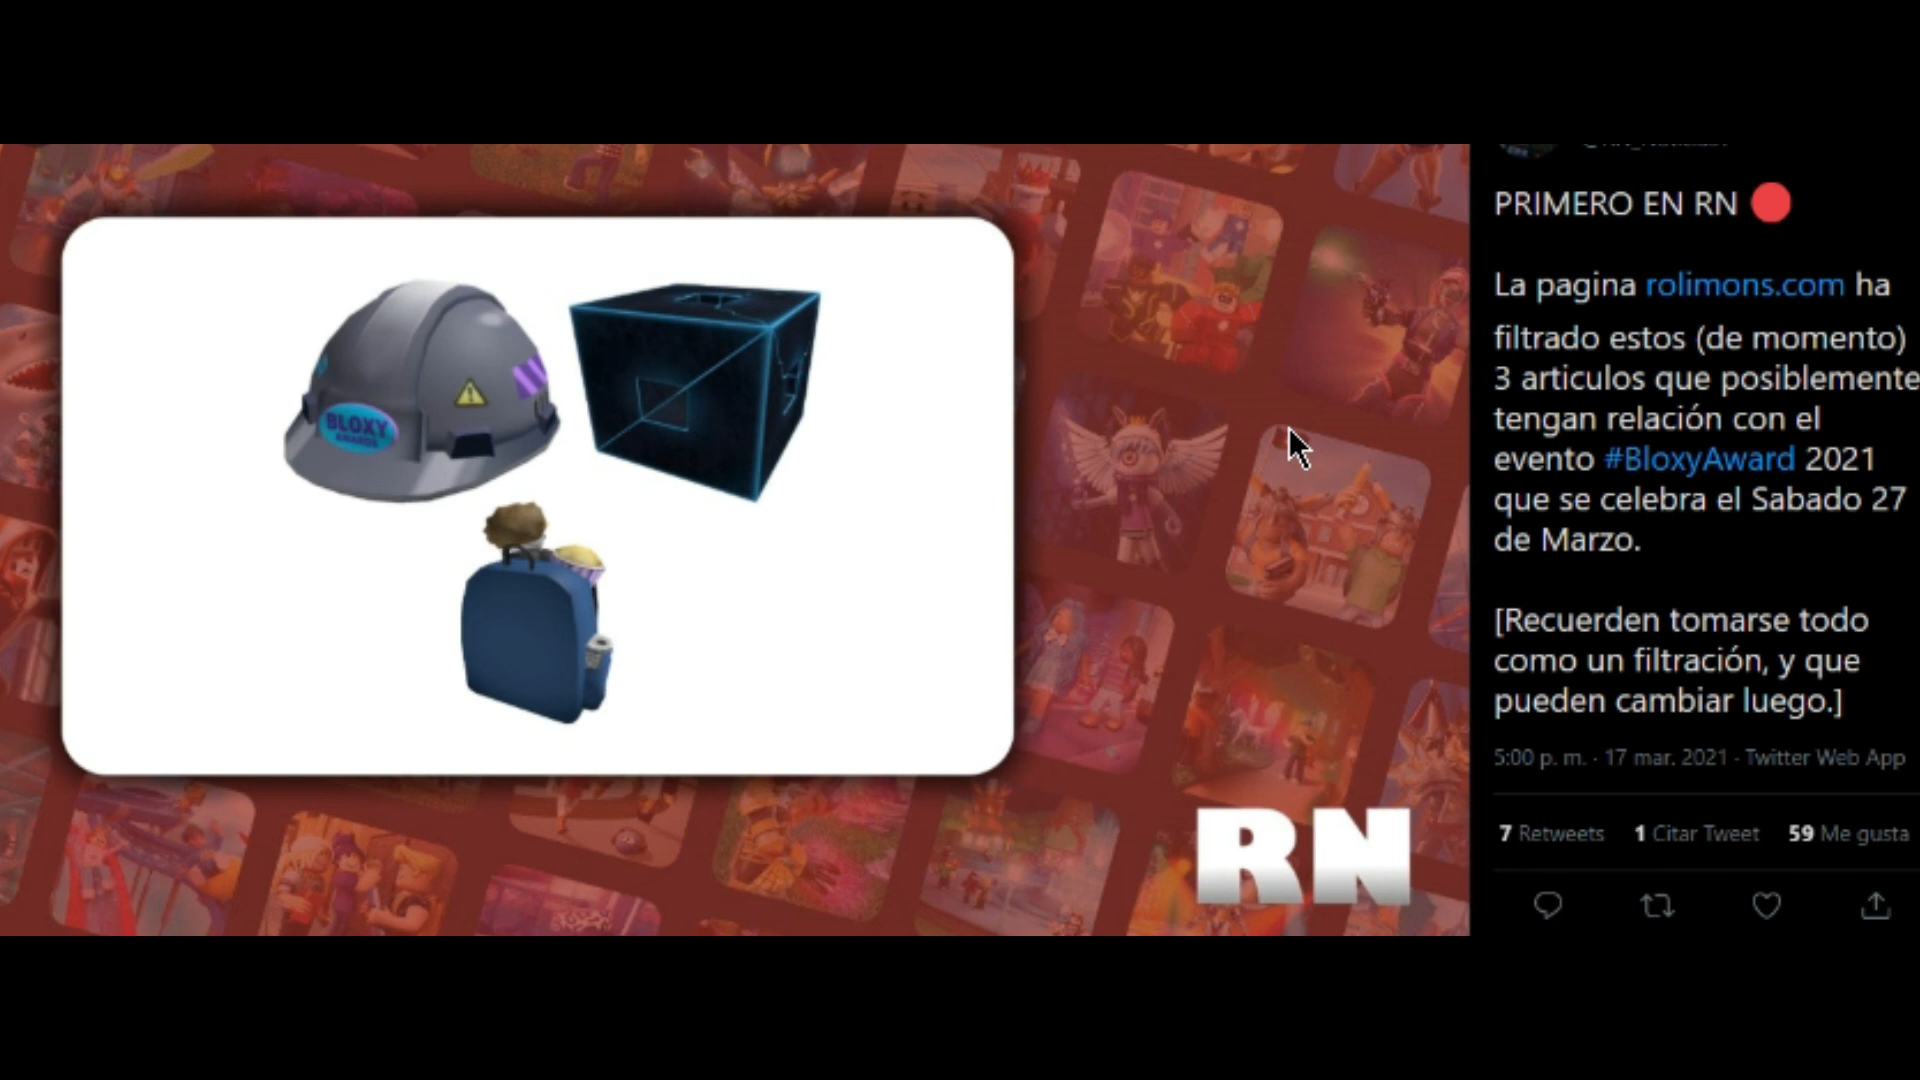 BLOXY
AWARDS
RN
PRIMERO EN RN
La pagina rolimons.com ha
filtrado estos (de momento)
3 articulos que posiblemente
tengan relación con el
evento #BloxyAward 2021
que se celebra el Sabado 27
de Marzo.
[Recuerden tomarse todo
como un filtración, y que
pueden cambiar luego.]
5:00 p. m. · 17 mar. 2021 · Twitter Web App
7 Retweets 1 Citar Tweet 59 Me gusta